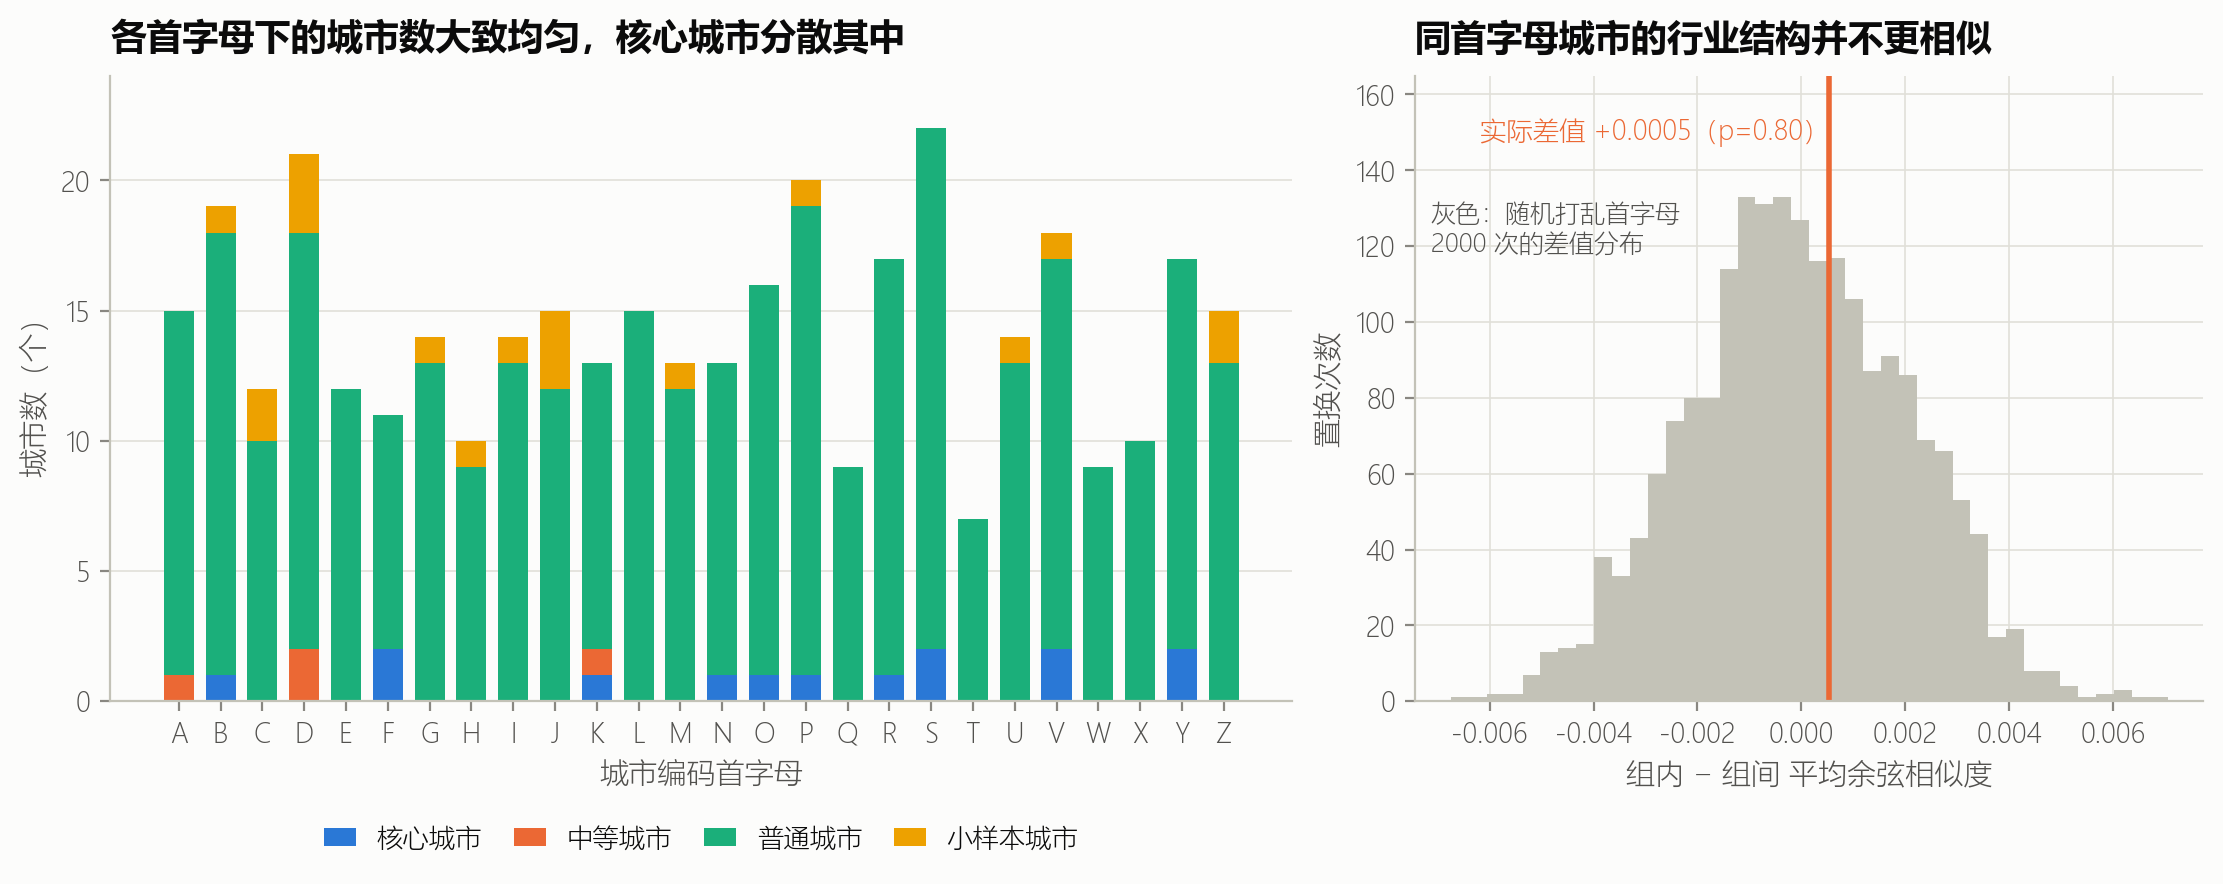 各首字母下的城市数大致均匀，核心城市分散其中
城市数（个）
20
15
10
5
0
A B C D E F G H I J K L M N O P Q R S T U V W X Y Z
城市编码首字母
核心城市 中等城市 普通城市 小样本城市
同首字母城市的行业结构并不更相似
置换次数
160
140
120
100
80
60
40
20
0
实际差值 +0.0005（p=0.80）
灰色：随机打乱首字母
2000 次的差值分布
-0.006 -0.004 -0.002 0.000 0.002 0.004 0.006
组内 − 组间 平均余弦相似度